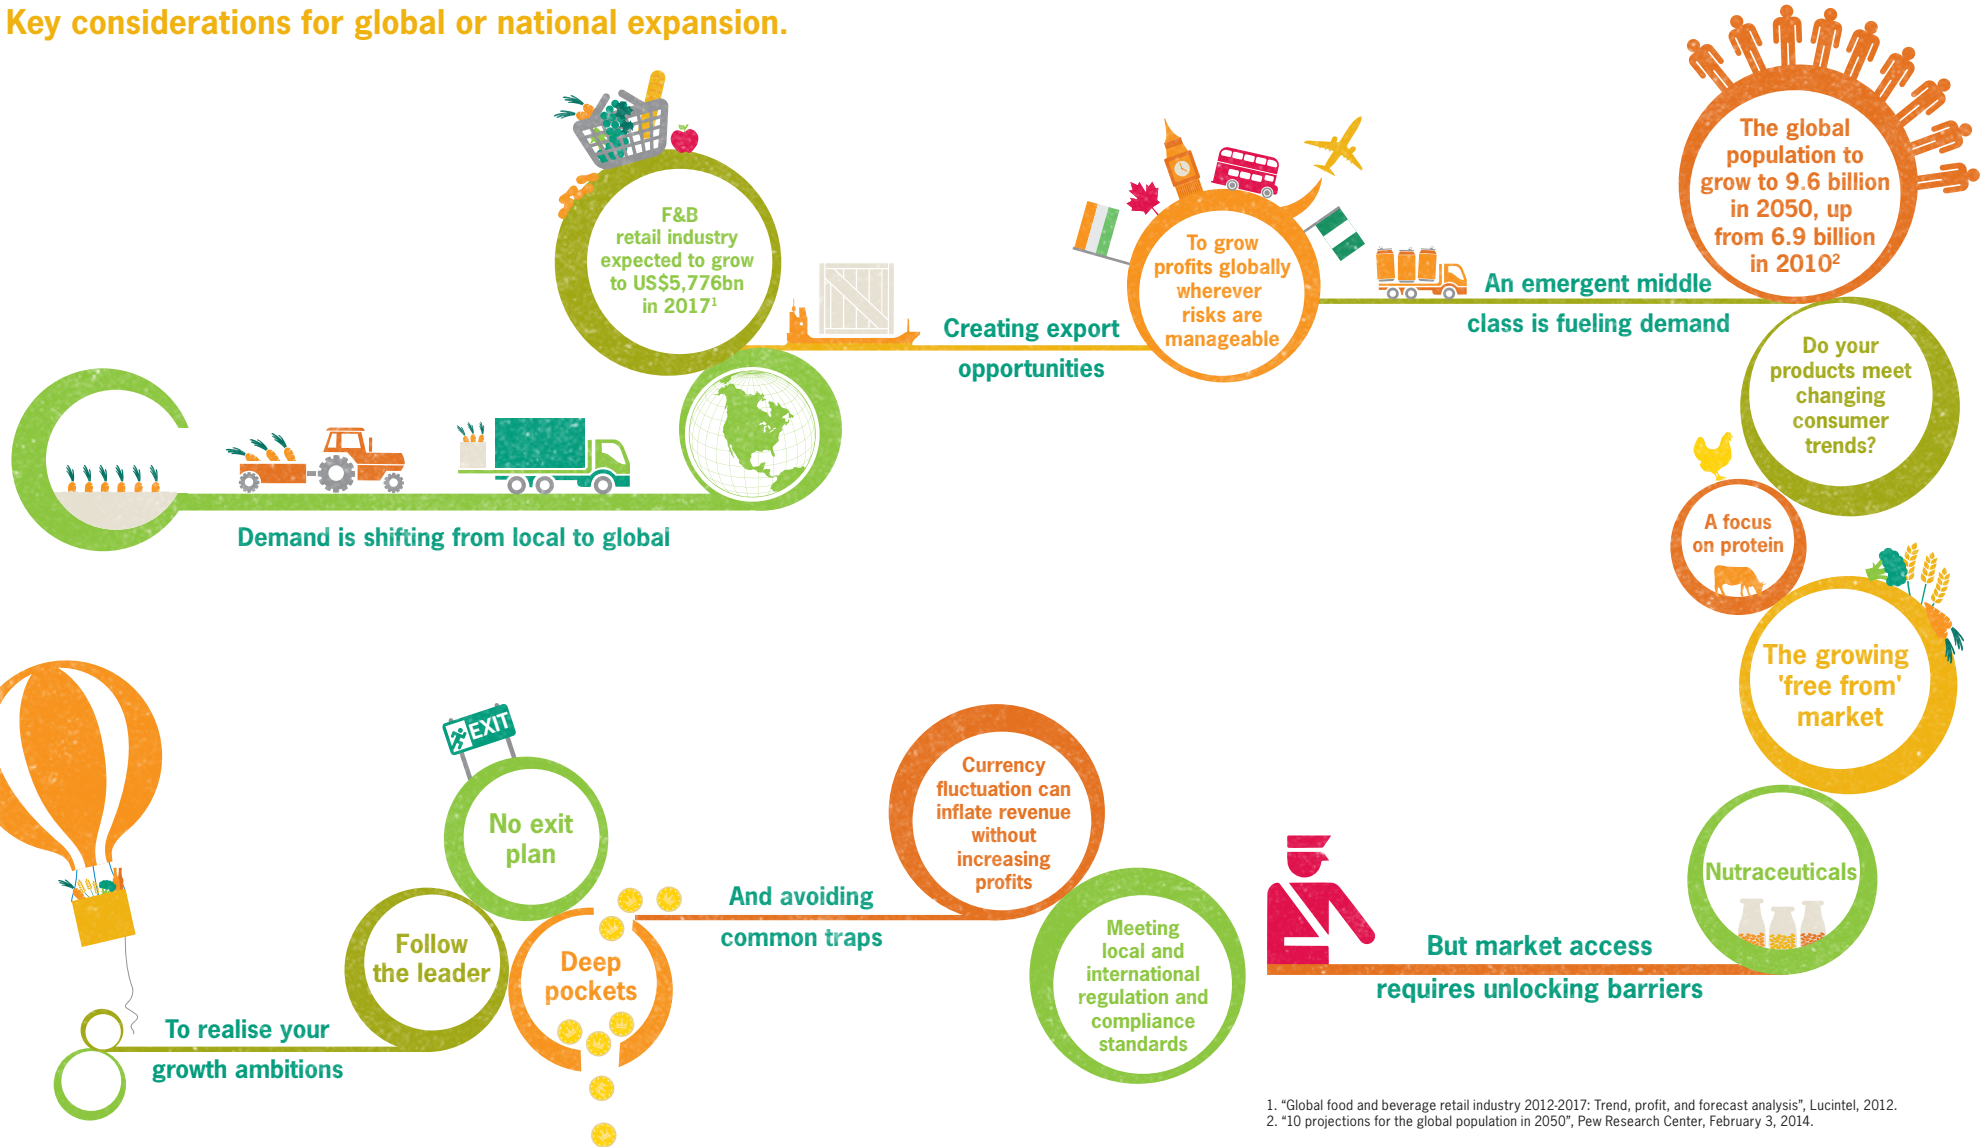 Key considerations for global or national expansion.
Demand is shifting from local to global
F&B
retail industry
expected to grow
to US$5,776bn
in 2017¹
Creating export
opportunities
To grow
profits globally
wherever
risks are
manageable
An emergent middle
class is fueling demand
The global
population to
grow to 9.6 billion
in 2050, up
from 6.9 billion
in 2010²
Do your
products meet
changing
consumer
trends?
A focus
on protein
The growing
'free from'
market
Nutraceuticals
But market access
requires unlocking barriers
Meeting
local and
international
regulation and
compliance
standards
Currency
fluctuation can
inflate revenue
without
increasing
profits
And avoiding
common traps
Deep
pockets
EXIT
No exit
plan
Follow
the leader
To realise your
growth ambitions
1. “Global food and beverage retail industry 2012-2017: Trend, profit, and forecast analysis”, Lucintel, 2012.
2. “10 projections for the global population in 2050”, Pew Research Center, February 3, 2014.